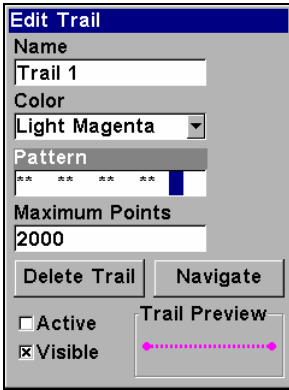 Edit Trail
Name
Trail 1
Color
Light Magenta
Pattern
** ** ** **
Maximum Points
2000
Delete Trail Navigate
Active Trail Preview
Visible